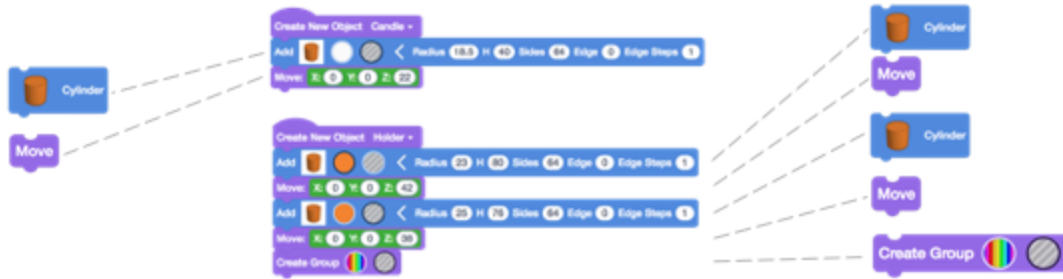 Create New Object Candle
Add Radius 18.5 H 40 Sides 64 Edge 0 Edge Steps 1
Move: X: 0 Y: 0 Z: 22
Cylinder
Move
Create New Object Holder
Add Radius 23 H 80 Sides 64 Edge 0 Edge Steps 1
Move: X: 0 Y: 0 Z: 42
Add Radius 25 H 76 Sides 64 Edge 0 Edge Steps 1
Move: X: 0 Y: 0 Z: 38
Create Group
Cylinder
Move
Cylinder
Move
Create Group